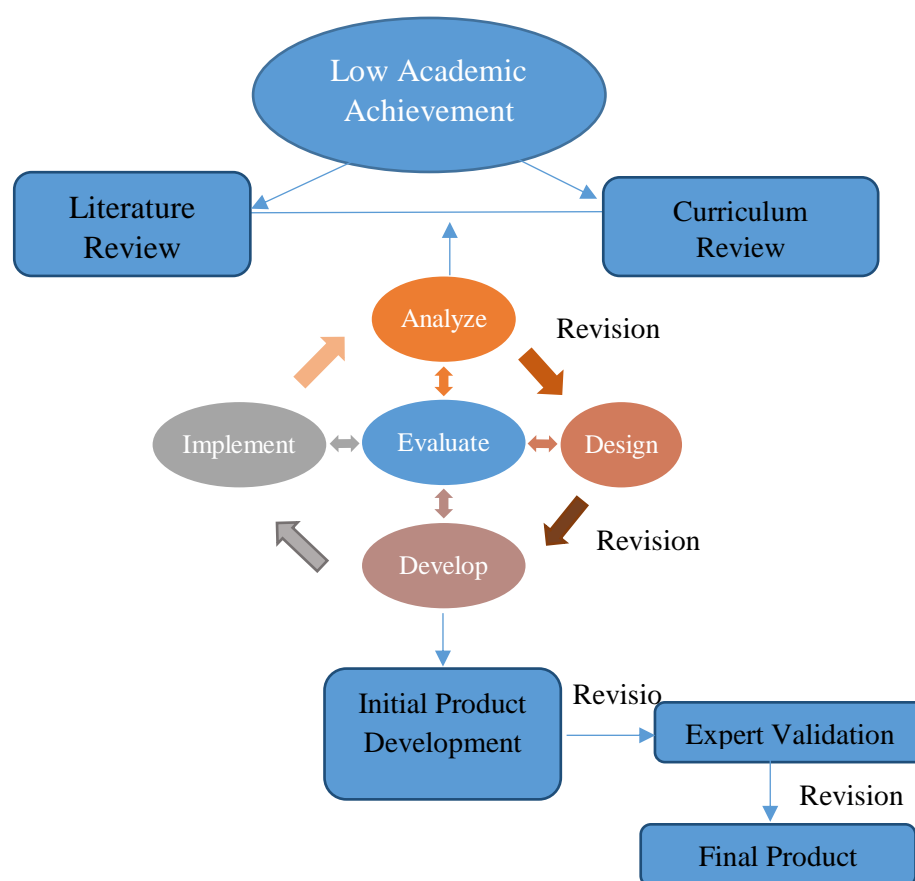 Low Academic
Achievement
Literature
Review
Curriculum
Review
Analyze
Revision
Implement
Evaluate
Design
Revision
Develop
Initial Product
Development
Revisio
Expert Validation
Revision
Final Product